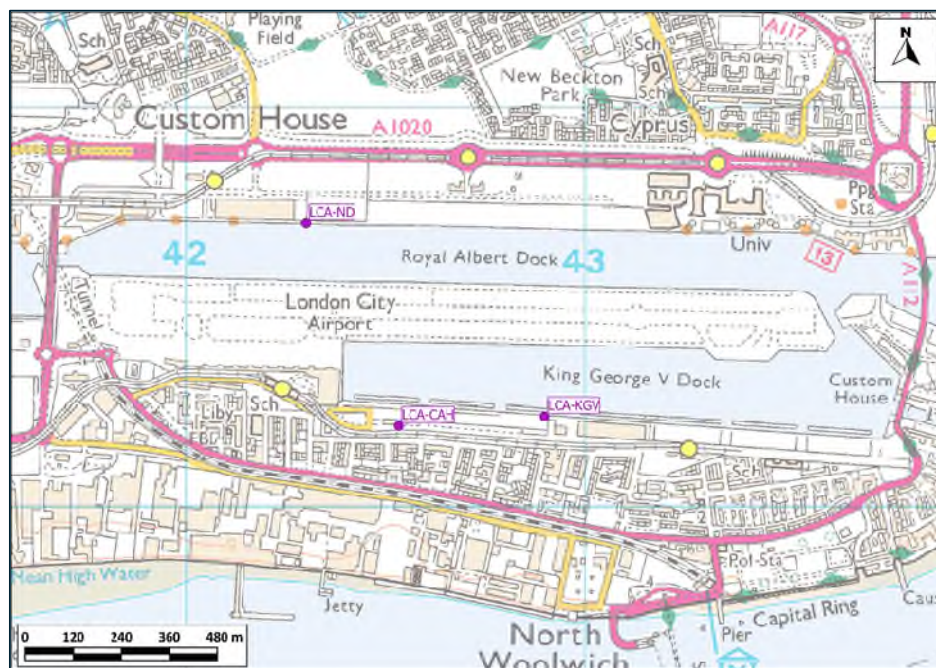 Playing
Field
Sch
Sch
A117
N
New Beckton
Park
Sch
Custom House
A1020
Cyprus
Ppg
Sta
LCA-ND
Univ
13
42
Royal Albert Dock
43
A112
Tunnel
London City
Airport
King George V Dock
Custom
House
Liby
Sch
LCA-CAH
LCA-KGV
Sch
Mean High Water
Pol Sta
Jetty
Capital Ring
Pier
North
Woolwich
0 120 240 360 480 m